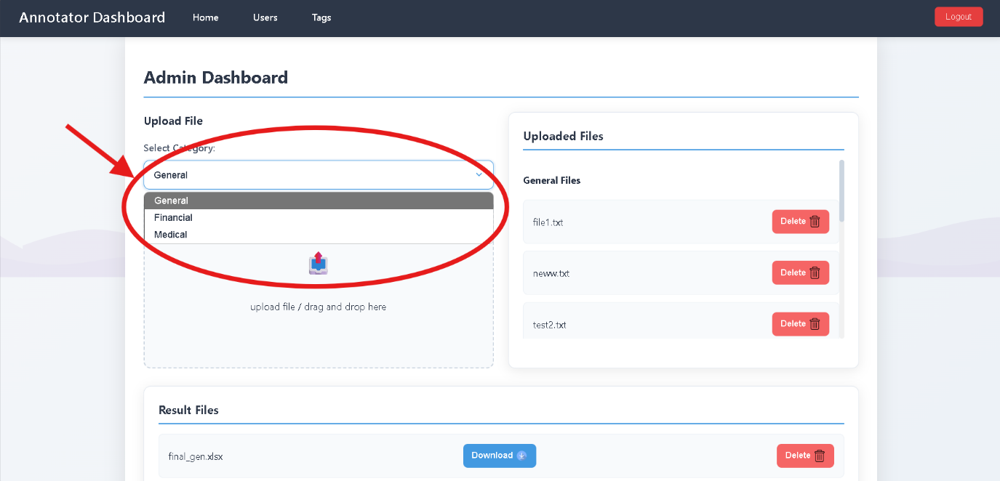 Annotator Dashboard Home Users Tags Logout
Admin Dashboard
Upload File
Select Category:
General
General
Financial
Medical
upload file / drag and drop here
Uploaded Files
General Files
file1.txt Delete
neww.txt Delete
test2.txt Delete
Result Files
final_gen.xlsx Download Delete